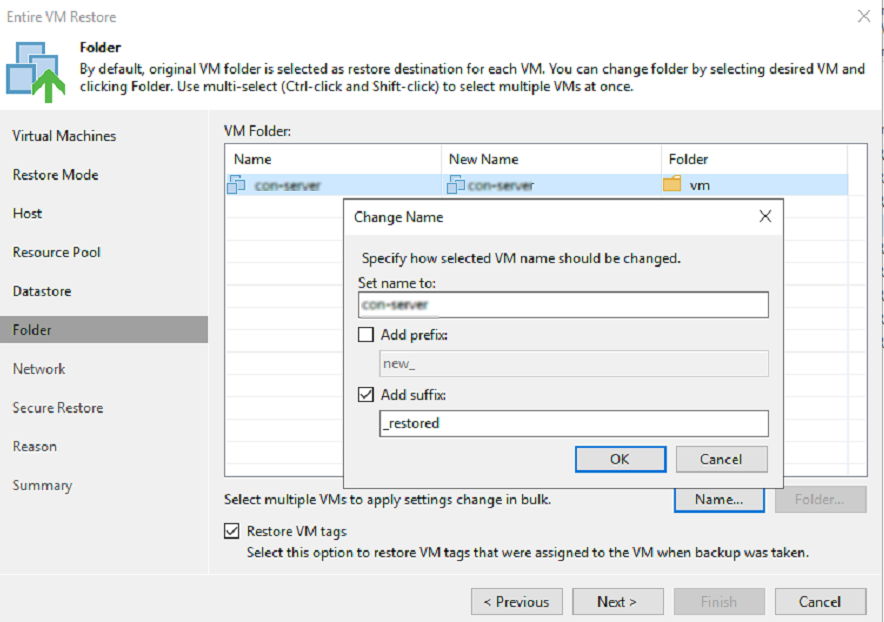 Entire VM Restore
Folder
By default, original VM folder is selected as restore destination for each VM. You can change folder by selecting desired VM and
clicking Folder. Use multi-select (Ctrl-click and Shift-click) to select multiple VMs at once.
Virtual Machines
Restore Mode
Host
Resource Pool
Datastore
Folder
Network
Secure Restore
Reason
Summary
VM Folder:
Name New Name Folder
con-server con-server vm
Change Name
Specify how selected VM name should be changed.
Set name to:
con-server
Add prefix:
new_
Add suffix:
_restored
OK Cancel
Select multiple VMs to apply settings change in bulk. Name... Folder...
Restore VM tags
Select this option to restore VM tags that were assigned to the VM when backup was taken.
< Previous Next > Finish Cancel